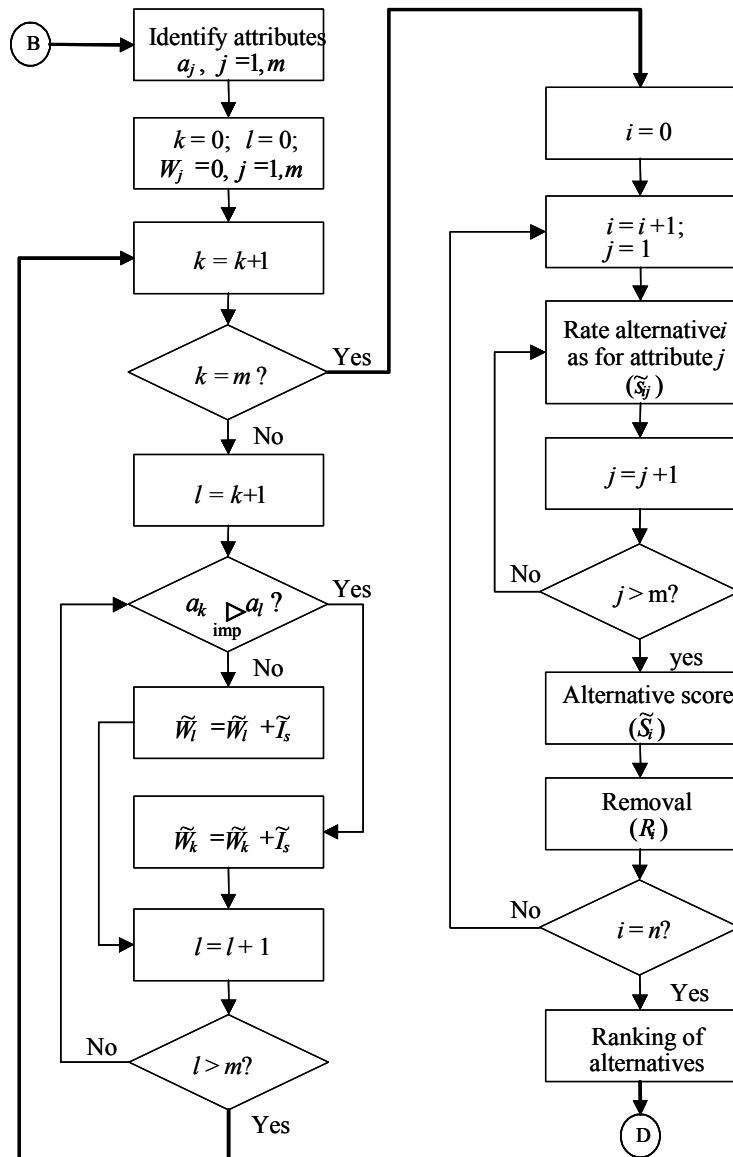 B
Identify attributes
a_j, j =1, m
k = 0; l = 0;
W_j =0, j =1,m
k = k+1
k = m ?
Yes
No
l = k+1
a_k imp ▷ a_l ?
Yes
No
W̃_l =W̃_l +Ĩ_s
W̃_k =W̃_k +Ĩ_s
l = l + 1
No
l > m?
Yes
i = 0
i = i +1;
j = 1
Rate alternative i
as for attribute j
(s̃_ij)
j = j +1
No
j > m?
yes
Alternative score
(S̃_i)
Removal
(R_i)
No
i = n?
Yes
Ranking of
alternatives
D